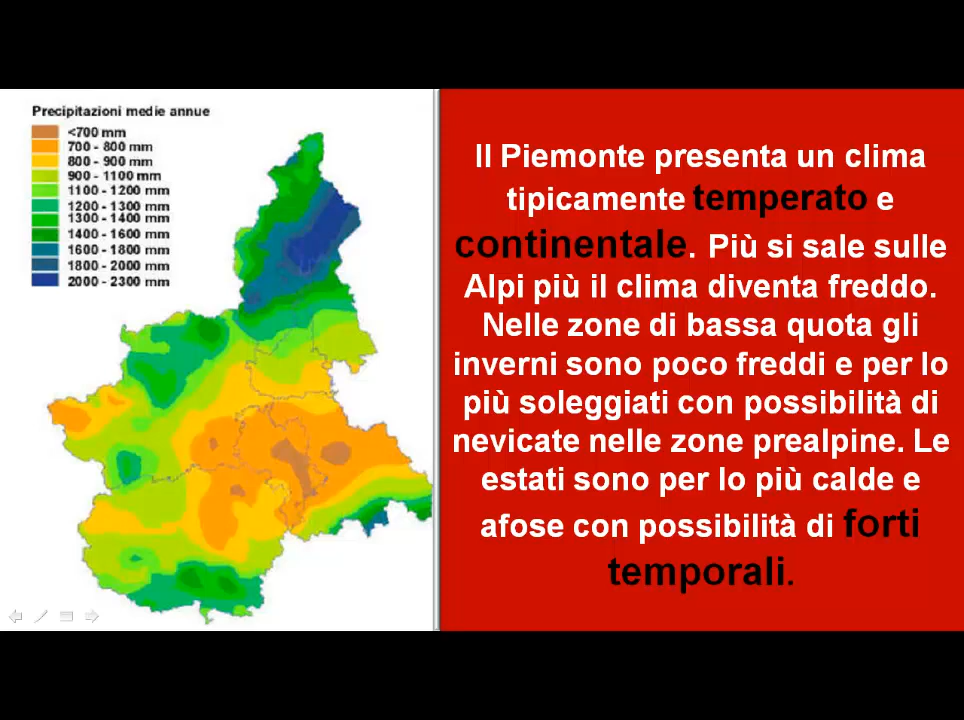 Precipitazioni medie annue
<700 mm
700 - 800 mm
800 - 900 mm
900 - 1100 mm
1100 - 1200 mm
1200 - 1300 mm
1300 - 1400 mm
1400 - 1600 mm
1600 - 1800 mm
1800 - 2000 mm
2000 - 2300 mm
Il Piemonte presenta un clima
tipicamente temperato e
continentale. Più si sale sulle
Alpi più il clima diventa freddo.
Nelle zone di bassa quota gli
inverni sono poco freddi e per lo
più soleggiati con possibilità di
nevicate nelle zone prealpine. Le
estati sono per lo più calde e
afose con possibilità di forti
temporali.